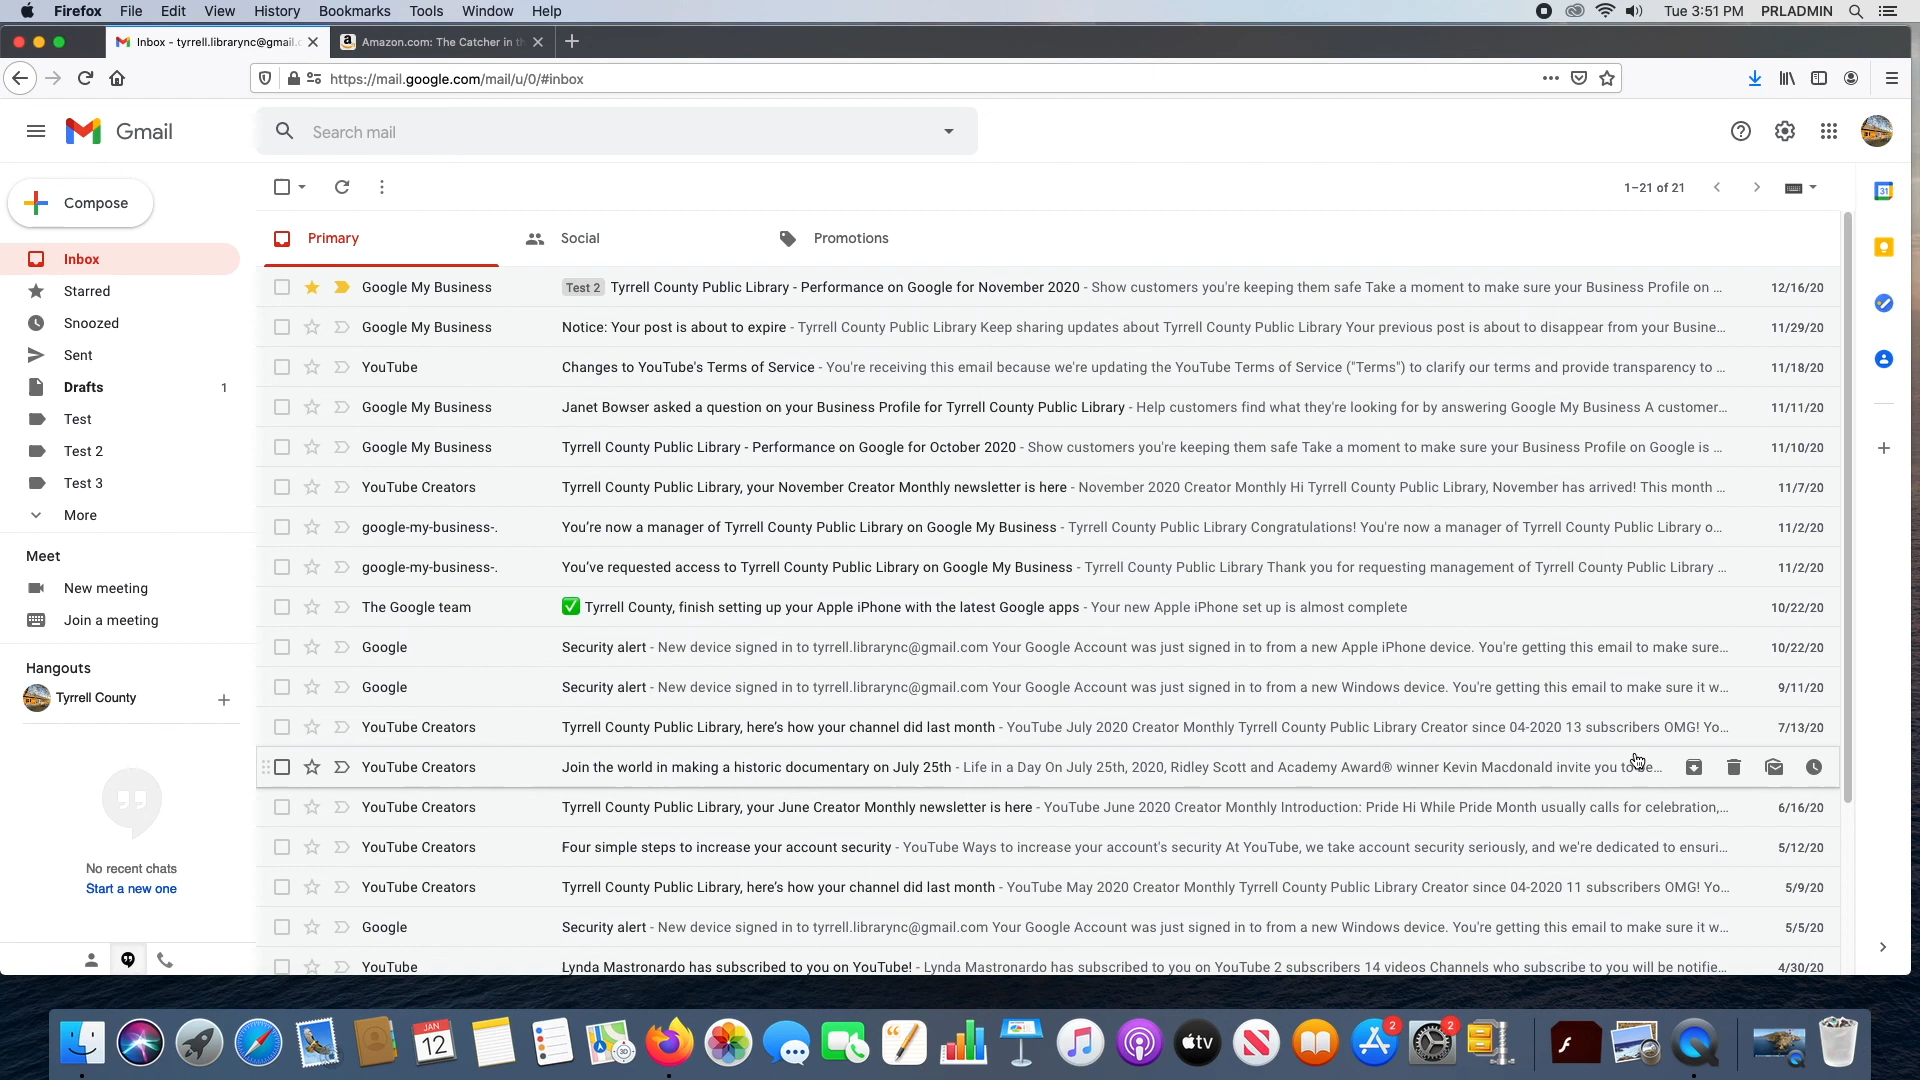 Firefox File Edit View History Bookmarks Tools Window Help Tue 3:51 PM PRLADMIN
Inbox - tyrrell.librarync@gmail. Amazon.com: The Catcher in th
https://mail.google.com/mail/u/0/#inbox
Gmail Search mail
Compose 1–21 of 21
31
Primary Social Promotions
Inbox
Starred
Snoozed
Sent
Drafts 1
Test
Test 2
Test 3
More
Meet
New meeting
Join a meeting
Hangouts
Tyrrell County
No recent chats
Start a new one
Google My Business Test 2 Tyrrell County Public Library - Performance on Google for November 2020 - Show customers you're keeping them safe Take a moment to make sure your Business Profile on ... 12/16/20
Google My Business Notice: Your post is about to expire - Tyrrell County Public Library Keep sharing updates about Tyrrell County Public Library Your previous post is about to disappear from your Busine... 11/29/20
YouTube Changes to YouTube's Terms of Service - You're receiving this email because we're updating the YouTube Terms of Service ("Terms") to clarify our terms and provide transparency to ... 11/18/20
Google My Business Janet Bowser asked a question on your Business Profile for Tyrrell County Public Library - Help customers find what they're looking for by answering Google My Business A customer... 11/11/20
Google My Business Tyrrell County Public Library - Performance on Google for October 2020 - Show customers you're keeping them safe Take a moment to make sure your Business Profile on Google is ... 11/10/20
YouTube Creators Tyrrell County Public Library, your November Creator Monthly newsletter is here - November 2020 Creator Monthly Hi Tyrrell County Public Library, November has arrived! This month ... 11/7/20
google-my-business-. You're now a manager of Tyrrell County Public Library on Google My Business - Tyrrell County Public Library Congratulations! You're now a manager of Tyrrell County Public Library o... 11/2/20
google-my-business-. You've requested access to Tyrrell County Public Library on Google My Business - Tyrrell County Public Library Thank you for requesting management of Tyrrell County Public Library ... 11/2/20
The Google team ✅ Tyrrell County, finish setting up your Apple iPhone with the latest Google apps - Your new Apple iPhone set up is almost complete 10/22/20
Google Security alert - New device signed in to tyrrell.librarync@gmail.com Your Google Account was just signed in to from a new Apple iPhone device. You're getting this email to make sure... 10/22/20
Google Security alert - New device signed in to tyrrell.librarync@gmail.com Your Google Account was just signed in to from a new Windows device. You're getting this email to make sure it w... 9/11/20
YouTube Creators Tyrrell County Public Library, here's how your channel did last month - YouTube July 2020 Creator Monthly Tyrrell County Public Library Creator since 04-2020 13 subscribers OMG! Yo... 7/13/20
YouTube Creators Join the world in making a historic documentary on July 25th - Life in a Day On July 25th, 2020, Ridley Scott and Academy Award® winner Kevin Macdonald invite you to
YouTube Creators Tyrrell County Public Library, your June Creator Monthly newsletter is here - YouTube June 2020 Creator Monthly Introduction: Pride Hi While Pride Month usually calls for celebration,... 6/16/20
YouTube Creators Four simple steps to increase your account security - YouTube Ways to increase your account's security At YouTube, we take account security seriously, and we're dedicated to ensuri... 5/12/20
YouTube Creators Tyrrell County Public Library, here's how your channel did last month - YouTube May 2020 Creator Monthly Tyrrell County Public Library Creator since 04-2020 11 subscribers OMG! Yo... 5/9/20
Google Security alert - New device signed in to tyrrell.librarync@gmail.com Your Google Account was just signed in to from a new Windows device. You're getting this email to make sure it w... 5/5/20
YouTube Lynda Mastronardo has subscribed to you on YouTube! - Lynda Mastronardo has subscribed to you on YouTube 2 subscribers 14 videos Channels who subscribe to you will be notifie... 4/30/20
JAN 12 3D tv 2 2